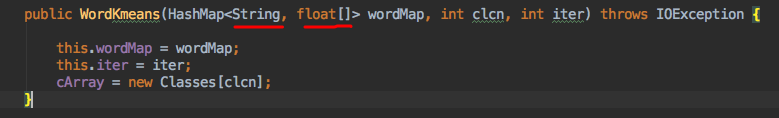 public WordKmeans(HashMap<String, float[]> wordMap, int clcn, int iter) throws IOException {
this.wordMap = wordMap;
this.iter = iter;
cArray = new Classes[clcn];
}